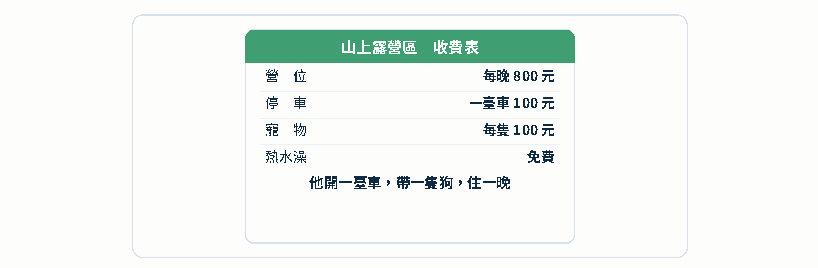 山上露營區　收費表
營　位　每晚 800 元
停　車　一臺車 100 元
寵　物　每隻 100 元
熱水澡　免費
他開一臺車，帶一隻狗，住一晚